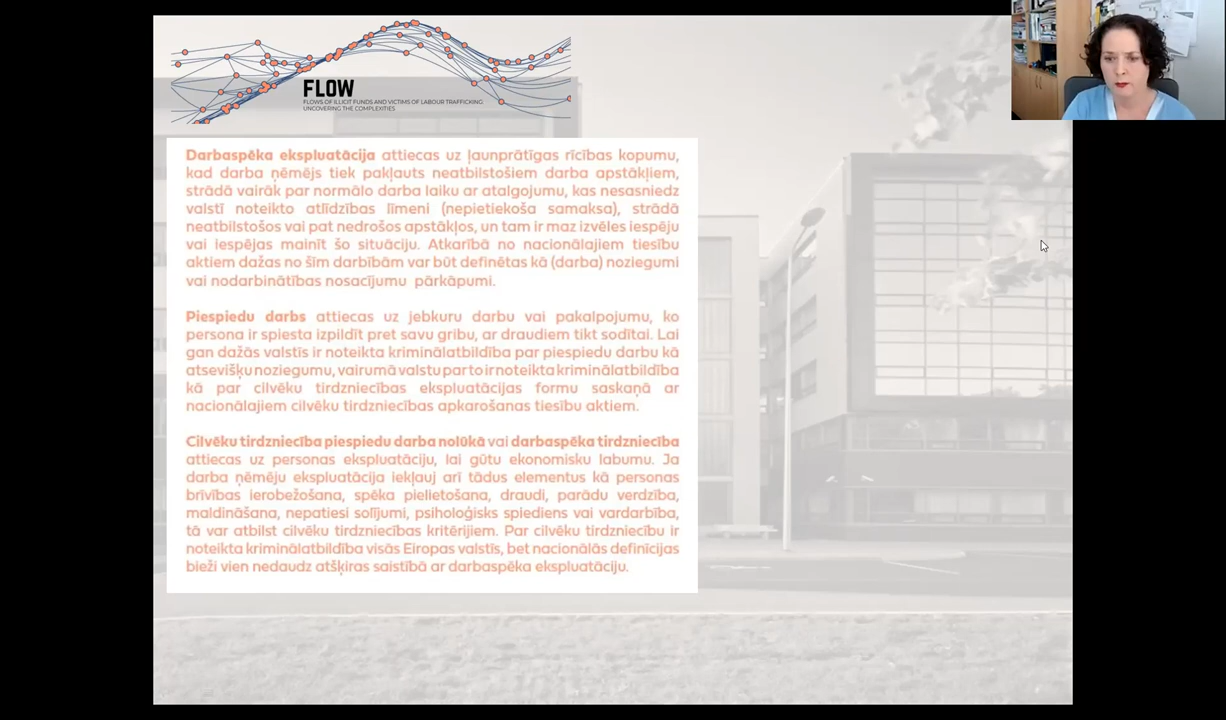 FLOW
FLOWS OF ILLICIT FUNDS AND VICTIMS OF LABOUR TRAFFICKING
UNCOVERING THE COMPLEXITIES
Darbaspēka ekspluatācija attiecas uz ļaunprātīgas rīcības kopumu,
kad darba ņēmējs tiek pakļauts neatbilstošiem darba apstākļiem,
strādā vairāk par normālo darba laiku ar atalgojumu, kas nesasniedz
valstī noteikto atlīdzības līmeni (nepietiekoša samaksa), strādā
neatbilstošos vai pat nedrošos apstākļos, un tam ir maz izvēles iespēju
vai iespējas mainīt šo situāciju. Atkarībā no nacionālajiem tiesību
aktiem dažas no šīm darbībām var būt definētas kā (darba) noziegumi
vai nodarbinātības nosacījumu pārkāpumi.
Piespiedu darbs attiecas uz jebkuru darbu vai pakalpojumu, ko
persona ir spiesta izpildīt pret savu gribu, ar draudiem tikt sodītai. Lai
gan dažās valstīs ir noteikta kriminālatbildība par piespiedu darbu kā
atsevišķu noziegumu, vairumā valstu par to ir noteikta kriminālatbildība
kā par cilvēku tirdzniecības ekspluatācijas formu saskaņā ar
nacionālajiem cilvēku tirdzniecības apkarošanas tiesību aktiem.
Cilvēku tirdzniecība piespiedu darba nolūkā vai darbaspēka tirdzniecība
attiecas uz personas ekspluatāciju, lai gūtu ekonomisku labumu. Ja
darba ņēmēju ekspluatācija iekļauj arī tādus elementus kā personas
brīvības ierobežošana, spēka pielietošana, draudi, parādu verdzība,
maldināšana, nepatiesi solījumi, psiholoģisks spiediens vai vardarbība,
tā var atbilst cilvēku tirdzniecības kritērijiem. Par cilvēku tirdzniecību ir
noteikta kriminālatbildība visās Eiropas valstīs, bet nacionālās definīcijas
bieži vien nedaudz atšķiras saistībā ar darbaspēka ekspluatāciju.